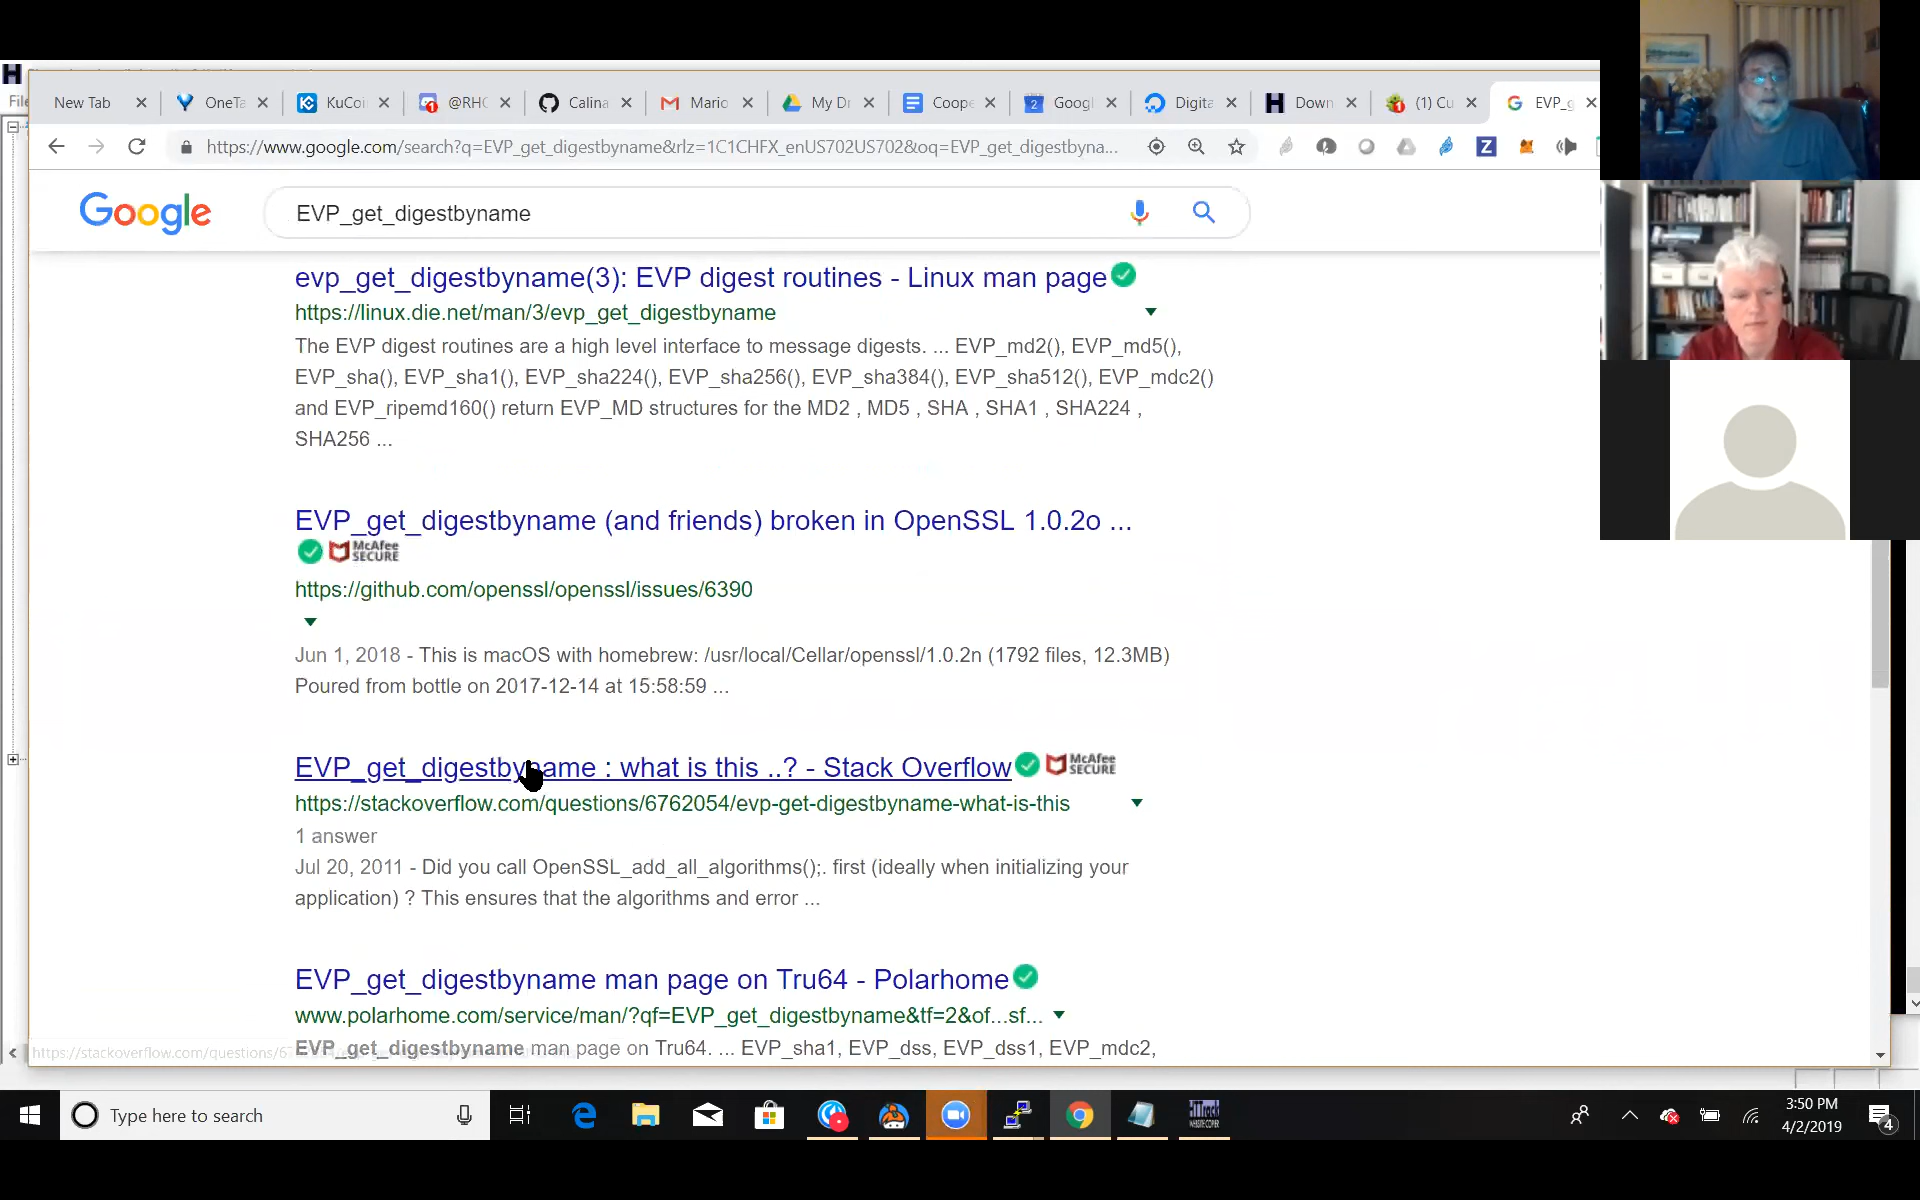 New Tab
OneTa
KuCoi
@RHC
Calina
Mario
My Dr
Coope
Googl
Digita
Down
(1) Cu
EVP_g
https://www.google.com/search?q=EVP_get_digestbyname&rlz=1C1CHFX_enUS702US702&oq=EVP_get_digestbyna...
Google
EVP_get_digestbyname
evp_get_digestbyname(3): EVP digest routines - Linux man page
https://linux.die.net/man/3/evp_get_digestbyname
The EVP digest routines are a high level interface to message digests. ... EVP_md2(), EVP_md5(),
EVP_sha(), EVP_sha1(), EVP_sha224(), EVP_sha256(), EVP_sha384(), EVP_sha512(), EVP_mdc2()
and EVP_ripemd160() return EVP_MD structures for the MD2 , MD5 , SHA , SHA1 , SHA224 ,
SHA256 ...
EVP_get_digestbyname (and friends) broken in OpenSSL 1.0.2o ...
McAfee
SECURE
https://github.com/openssl/openssl/issues/6390
Jun 1, 2018 - This is macOS with homebrew: /usr/local/Cellar/openssl/1.0.2n (1792 files, 12.3MB)
Poured from bottle on 2017-12-14 at 15:58:59 ...
EVP_get_digestbyname : what is this ..? - Stack Overflow
McAfee
SECURE
https://stackoverflow.com/questions/6762054/evp-get-digestbyname-what-is-this
1 answer
Jul 20, 2011 - Did you call OpenSSL_add_all_algorithms();. first (ideally when initializing your
application) ? This ensures that the algorithms and error ...
EVP_get_digestbyname man page on Tru64 - Polarhome
www.polarhome.com/service/man/?qf=EVP_get_digestbyname&tf=2&of...sf...
EVP_get_digestbyname man page on Tru64. ... EVP_sha1, EVP_dss, EVP_dss1, EVP_mdc2,
Type here to search
3:50 PM
4/2/2019
4